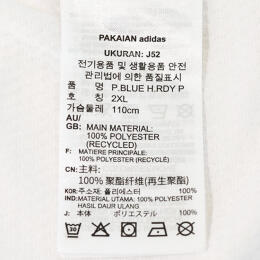 PAKAIAN adidas
UKURAN: J52
전기용품 및 생활용품 안전
관리법에 의한 품질표시
품 명 P.BLUE H.RDY P
호 칭 2XL
가슴둘레 110cm
AU/
GB: MAIN MATERIAL:
100% POLYESTER
(RECYCLED)
F: MATIERE PRINCIPALE:
100% POLYESTER (RECYCLÉ)
CN:主料:
100% 聚酯纤维(再生聚酯)
KOR:주소재: 폴리에스터 100%
IND:MATERIAL UTAMA: 100% POLYESTER
HASIL DAUR ULANG
J: 本体 ポリエステル 100%
30